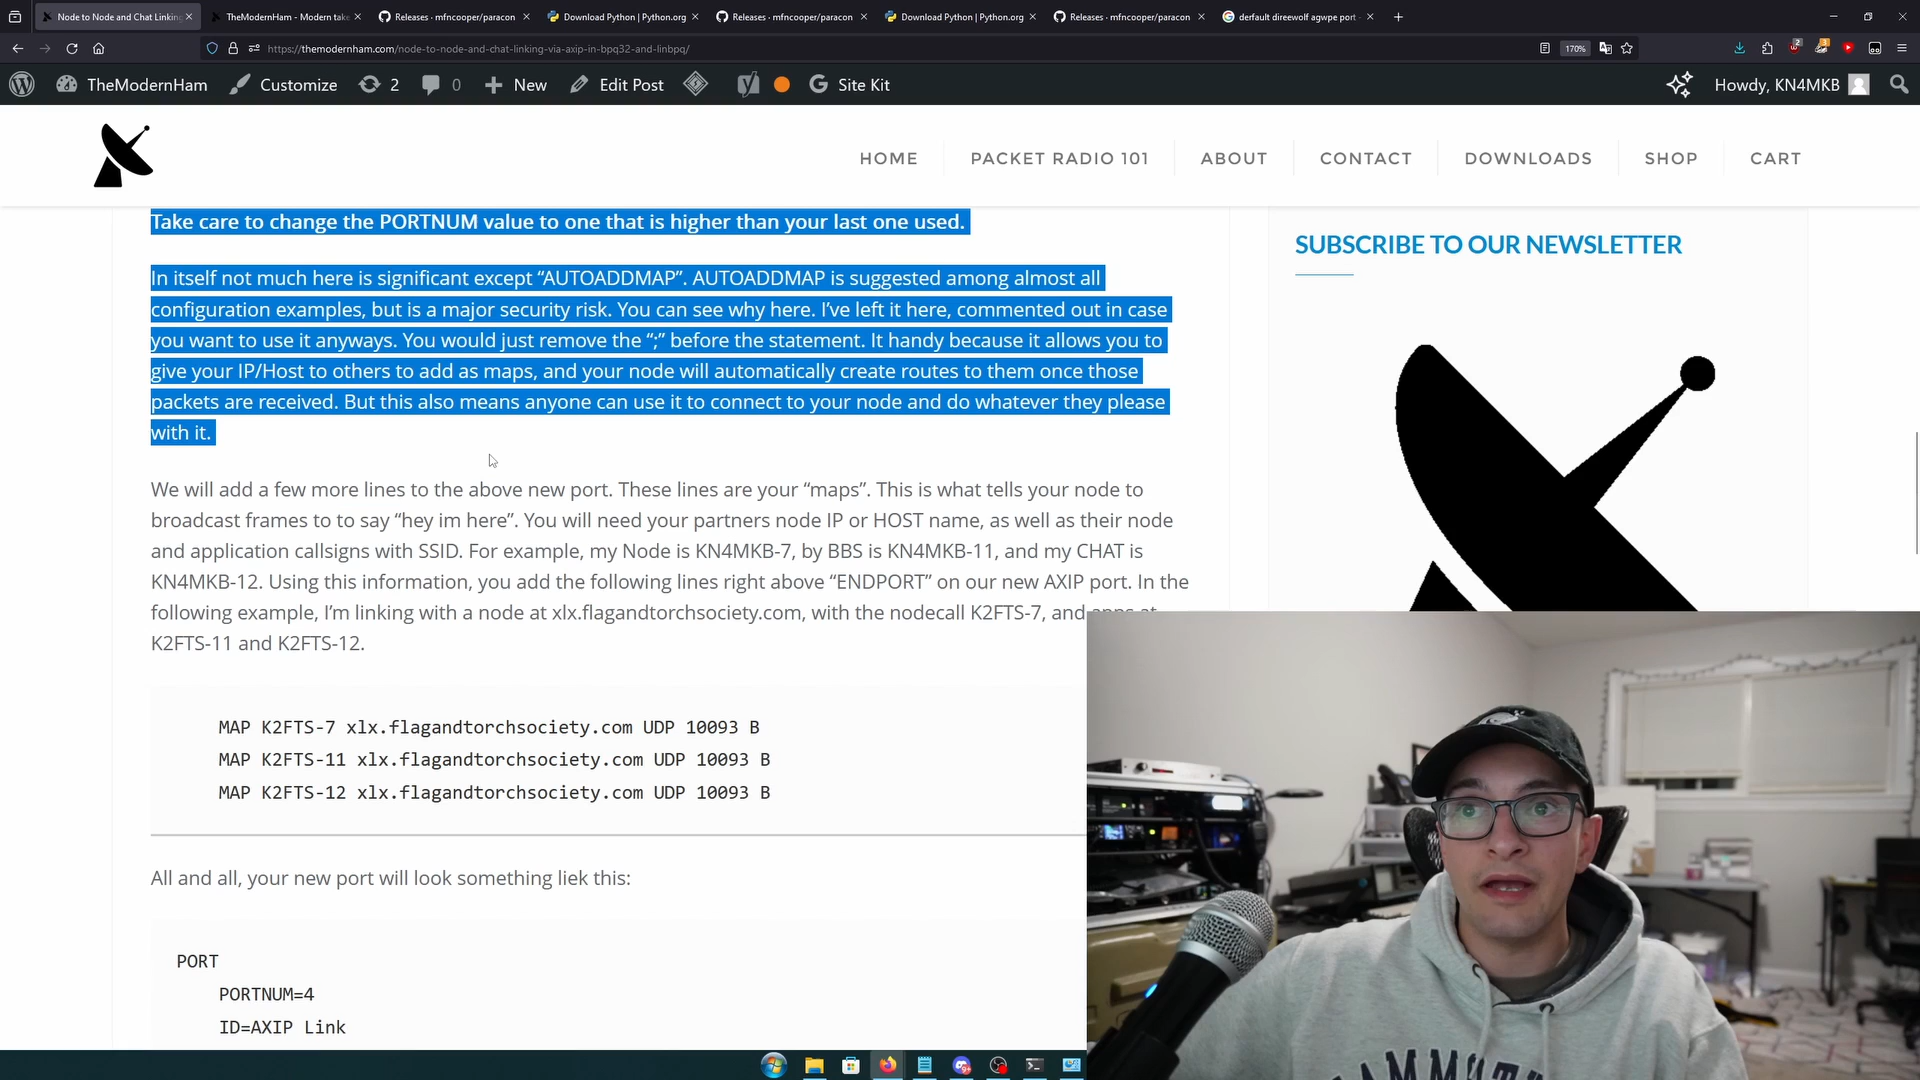 Node to Node and Chat Linking
TheModernHam - Modern take
Releases · mfncooper/paracon
Download Python | Python.org
Releases · mfncooper/paracon
Download Python | Python.org
Releases · mfncooper/paracon
derfault direewolf agwpe port -
https://themodernham.com/node-to-node-and-chat-linking-via-axip-in-bpq32-and-linbpq/
170%
2
3
TheModernHam
Customize
2
0
New
Edit Post
Site Kit
Howdy, KN4MKB
HOME
PACKET RADIO 101
ABOUT
CONTACT
DOWNLOADS
SHOP
CART
Take care to change the PORTNUM value to one that is higher than your last one used.
In itself not much here is significant except “AUTOADDMAP”. AUTOADDMAP is suggested among almost all
configuration examples, but is a major security risk. You can see why here. I’ve left it here, commented out in case
you want to use it anyways. You would just remove the “;” before the statement. It handy because it allows you to
give your IP/Host to others to add as maps, and your node will automatically create routes to them once those
packets are received. But this also means anyone can use it to connect to your node and do whatever they please
with it.
We will add a few more lines to the above new port. These lines are your “maps”. This is what tells your node to
broadcast frames to to say “hey im here”. You will need your partners node IP or HOST name, as well as their node
and application callsigns with SSID. For example, my Node is KN4MKB-7, by BBS is KN4MKB-11, and my CHAT is
KN4MKB-12. Using this information, you add the following lines right above “ENDPORT” on our new AXIP port. In the
following example, I’m linking with a node at xlx.flagandtorchsociety.com, with the nodecall K2FTS-7, and apps at
K2FTS-11 and K2FTS-12.
MAP K2FTS-7 xlx.flagandtorchsociety.com UDP 10093 B
MAP K2FTS-11 xlx.flagandtorchsociety.com UDP 10093 B
MAP K2FTS-12 xlx.flagandtorchsociety.com UDP 10093 B
All and all, your new port will look something liek this:
PORT
PORTNUM=4
ID=AXIP Link
SUBSCRIBE TO OUR NEWSLETTER